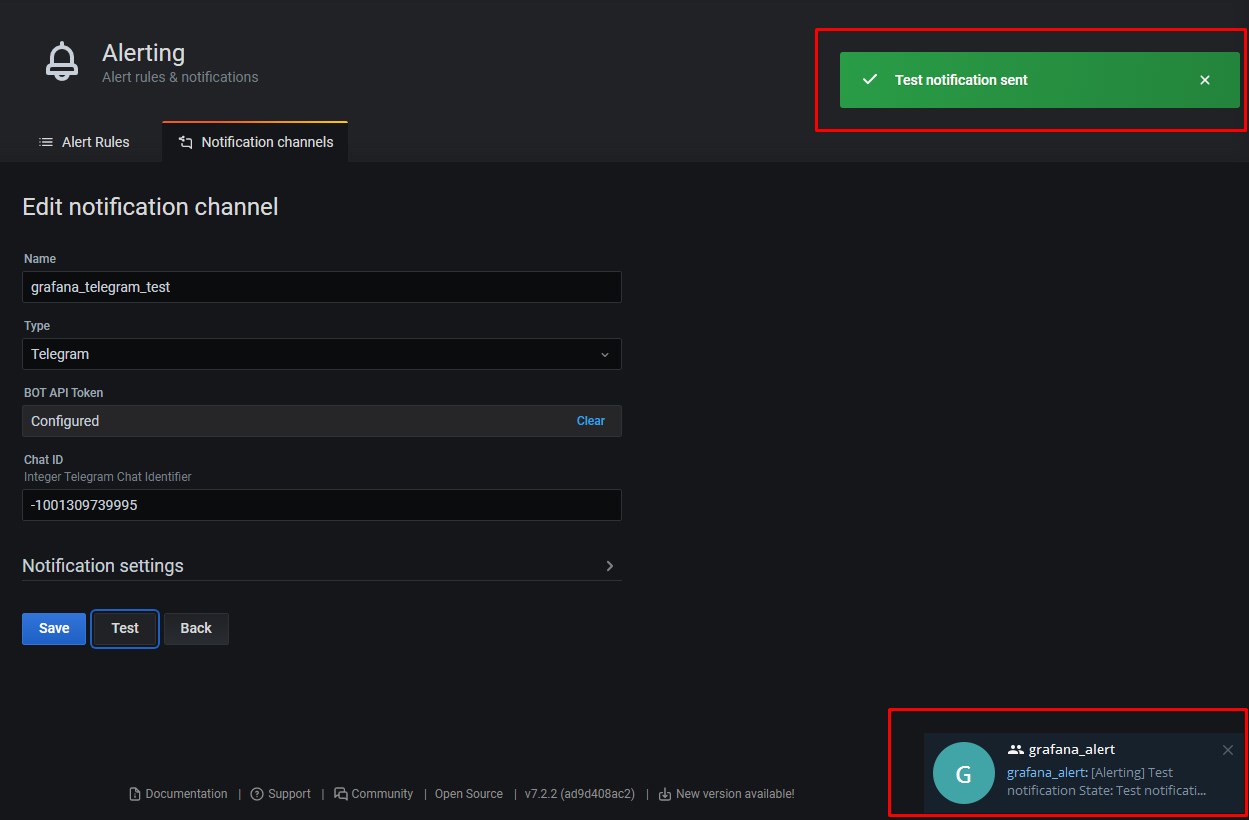 Alerting
Alert rules & notifications
Test notification sent
Alert Rules
Notification channels
Edit notification channel
Name
grafana_telegram_test
Type
Telegram
BOT API Token
Configured
Clear
Chat ID
Integer Telegram Chat Identifier
-1001309739995
Notification settings
Save
Test
Back
G
grafana_alert
grafana_alert: [Alerting] Test
notification State: Test notificati...
Documentation | Support | Community | Open Source | v7.2.2 (ad9d408ac2) | New version available!